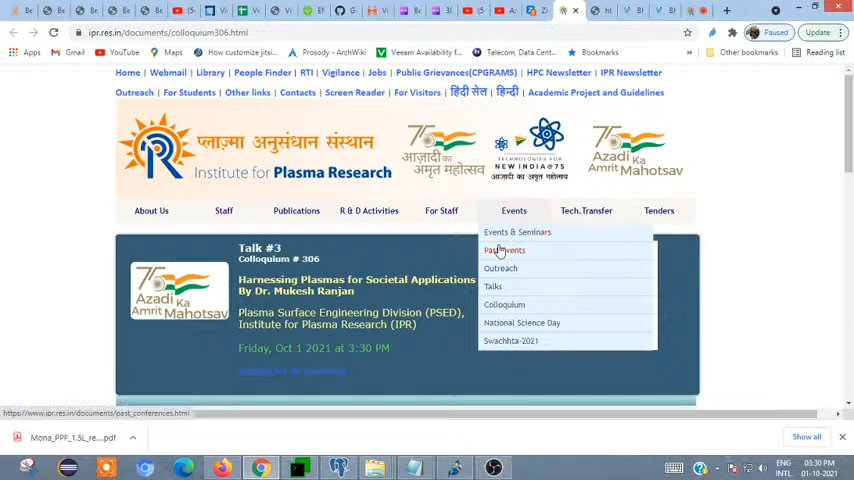 Paused
Update
ipr.res.in/documents/colloquium306.html
Gmail YouTube Maps How customize jitsi... Prosody - ArchWiki Veeam Availability f... Telecom, Data Cent... Bookmarks Other bookmarks Reading list
Home | Webmail | Library | People Finder | RTI | Vigilance | Jobs | Public Grievances(CPGRAMS) | HPC Newsletter | IPR Newsletter
Outreach | For Students | Other links | Contacts | Screen Reader | For Visitors | हिंदी सेल | हिन्दी | Academic Project and Guidelines
प्लाज़्मा अनुसंधान संस्थान
Institute for Plasma Research
आज़ादी का
अमृत महोत्सव
TECHNOLOGIES FOR
NEW INDIA@75
आज़ादी का अमृत महोत्सव
Azadi Ka
Amrit Mahotsav
About Us Staff Publications R & D Activities For Staff Events Tech.Transfer Tenders
Events & Seminars
Past Events
Outreach
Talks
Colloquium
National Science Day
Swachhta-2021
Azadi Ka
Amrit Mahotsav
Talk #3
Colloquium # 306
Harnessing Plasmas for Societal Applications
By Dr. Mukesh Ranjan
Plasma Surface Engineering Division (PSED),
Institute for Plasma Research (IPR)
Friday, Oct 1 2021 at 3:30 PM
https://www.ipr.res.in/documents/past_conferences.html
Mona_PPF_1.5L_re....pdf
Show all
ENG
INTL
03:30 PM
01-10-2021